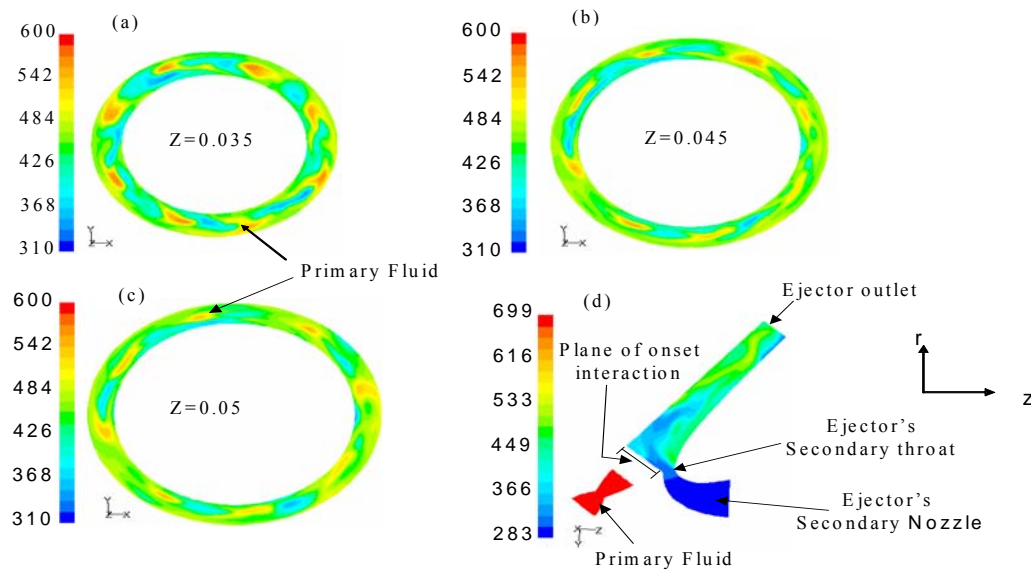 (a)
600
542
484
426
368
310
Z=0.035
Y
Z X
(b)
600
542
484
426
368
310
Z=0.045
Y
Z X
Primary Fluid
(c)
600
542
484
426
368
310
Z=0.05
Y
Z X
(d)
699
616
533
449
366
283
Ejector outlet
Plane of onset
interaction
r
z
Ejector's
Secondary throat
Ejector's
Secondary Nozzle
X Z
Y
Primary Fluid